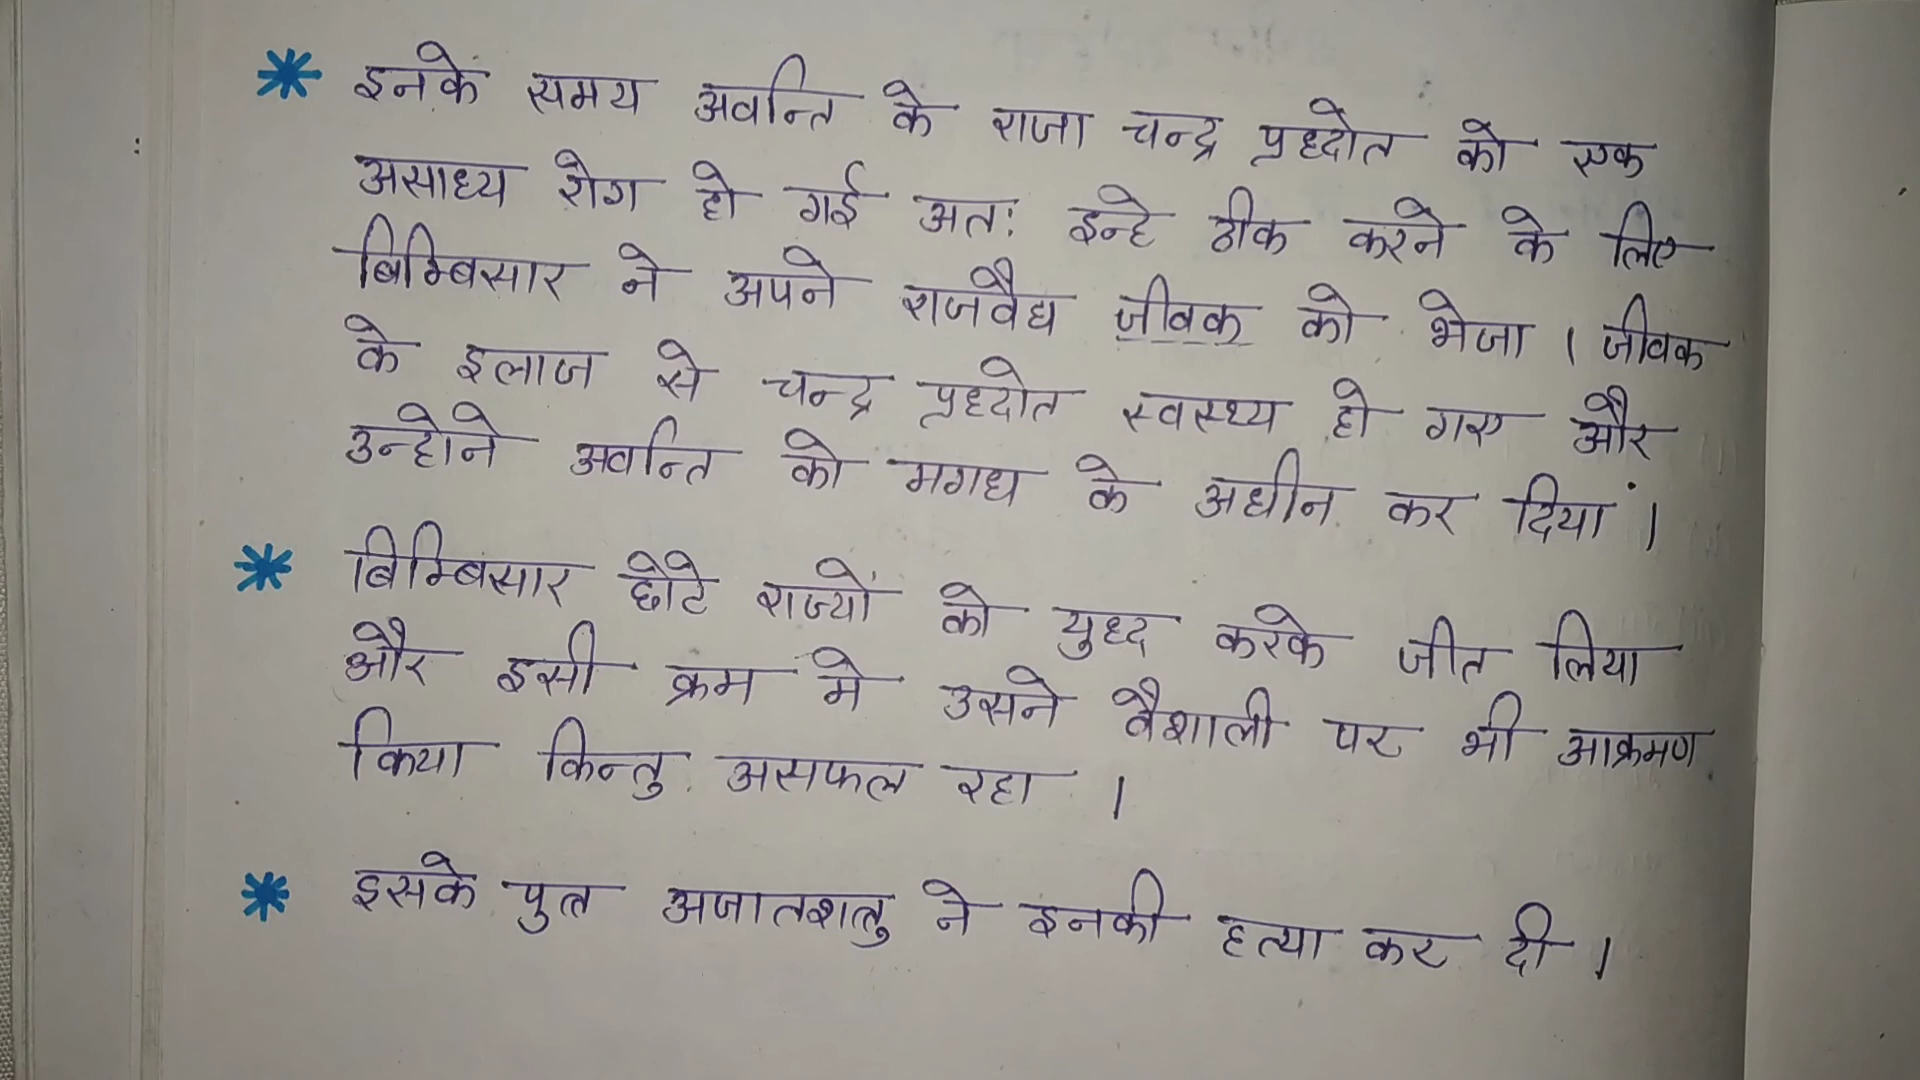 * इनके समय अवन्ति के राजा चन्द्र प्रध्दोत को एक
असाध्य रोग हो गई अतः इन्हे ठीक करने के लिए
बिम्बिसार ने अपने राजवैध जीवक को भेजा । जीवक
के इलाज से चन्द्र प्रध्दोत स्वस्थ्य हो गए और
उन्होने अवन्ति को मगध के अधीन कर दिया ।
* बिम्बिसार छोटे राज्यों को युध्द करके जीत लिया
और इसी क्रम मे उसने वैशाली पर भी आक्रमण
किया किन्तु असफल रहा ।
* इसके पुत्र अजातशत्रु ने इनकी हत्या कर दी ।